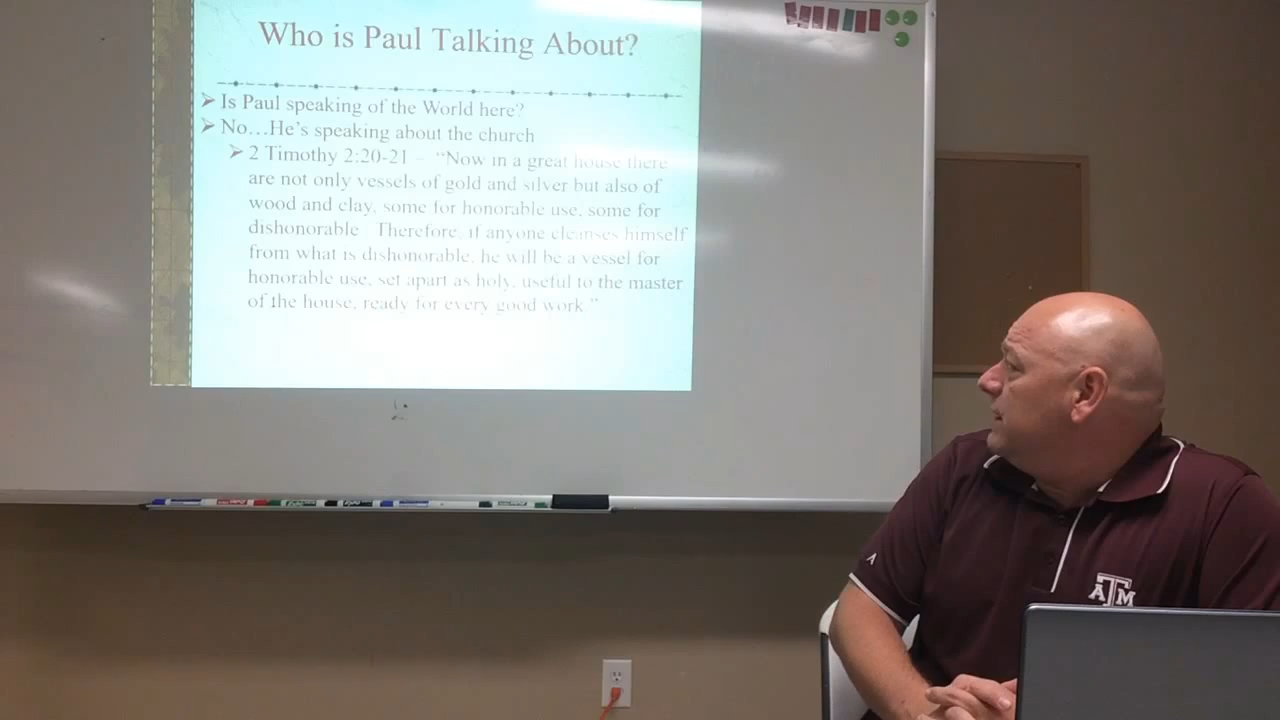 Who is Paul Talking About?
Is Paul speaking of the World here?
No…He's speaking about the church
2 Timothy 2:20-21 – "Now in a great house there
are not only vessels of gold and silver but also of
wood and clay, some for honorable use, some for
dishonorable Therefore, if anyone cleanses himself
from what is dishonorable, he will be a vessel for
honorable use, set apart as holy, useful to the master
of the house, ready for every good work."
ATM